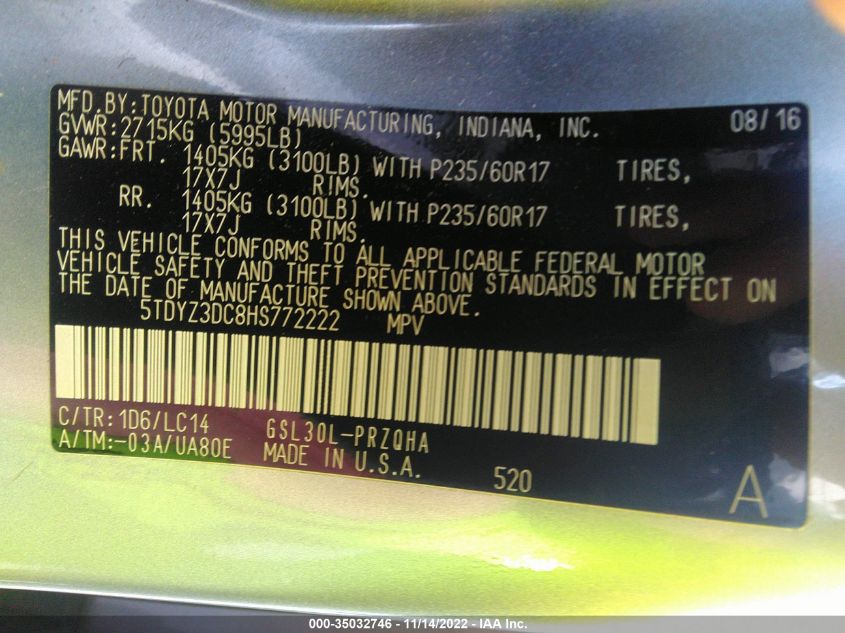 MFD.BY:TOYOTA MOTOR MANUFACTURING, INDIANA, INC. 08/16
GVWR:2715KG (5995LB)
GAWR:FRT. 1405KG (3100LB) WITH P235/60R17 TIRES,
17X7J RIMS.
RR. 1405KG (3100LB) WITH P235/60R17 TIRES,
17X7J RIMS.
THIS VEHICLE CONFORMS TO ALL APPLICABLE FEDERAL MOTOR
VEHICLE SAFETY AND THEFT PREVENTION STANDARDS IN EFFECT ON
THE DATE OF MANUFACTURE SHOWN ABOVE.
5TDYZ3DC8HS772222 MPV
C/TR:1D6/LC14 GSL30L-PRZQHA
A/TM:-03A/UA80E MADE IN U.S.A. 520 A
000-35032746 - 11/14/2022 - IAA Inc.